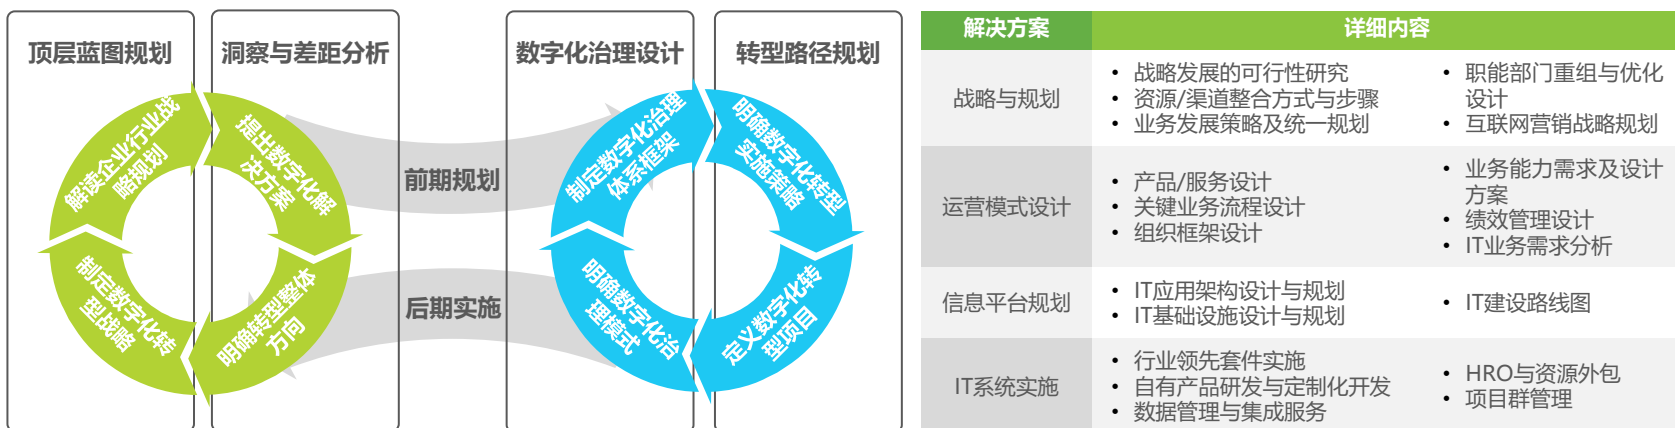 顶层蓝图规划
洞察与差距分析
数字化治理设计
转型路径规划
解读企业行业战
略规划
提出数字化解
决方案
制定数字化转
型战略
明确转型整体
方向
前期规划
后期实施
制定数字化治理
体系框架
明确数字化转型
实施策略
明确数字化治
理模式
定义数字化转
型项目
解决方案
详细内容
战略与规划
• 战略发展的可行性研究
• 资源/渠道整合方式与步骤
• 业务发展策略及统一规划
• 职能部门重组与优化
设计
• 互联网营销战略规划
运营模式设计
• 产品/服务设计
• 关键业务流程设计
• 组织框架设计
• 业务能力需求及设计
方案
• 绩效管理设计
• IT业务需求分析
信息平台规划
• IT应用架构设计与规划
• IT基础设施设计与规划
• IT建设路线图
IT系统实施
• 行业领先套件实施
• 自有产品研发与定制化开发
• 数据管理与集成服务
• HRO与资源外包
• 项目群管理